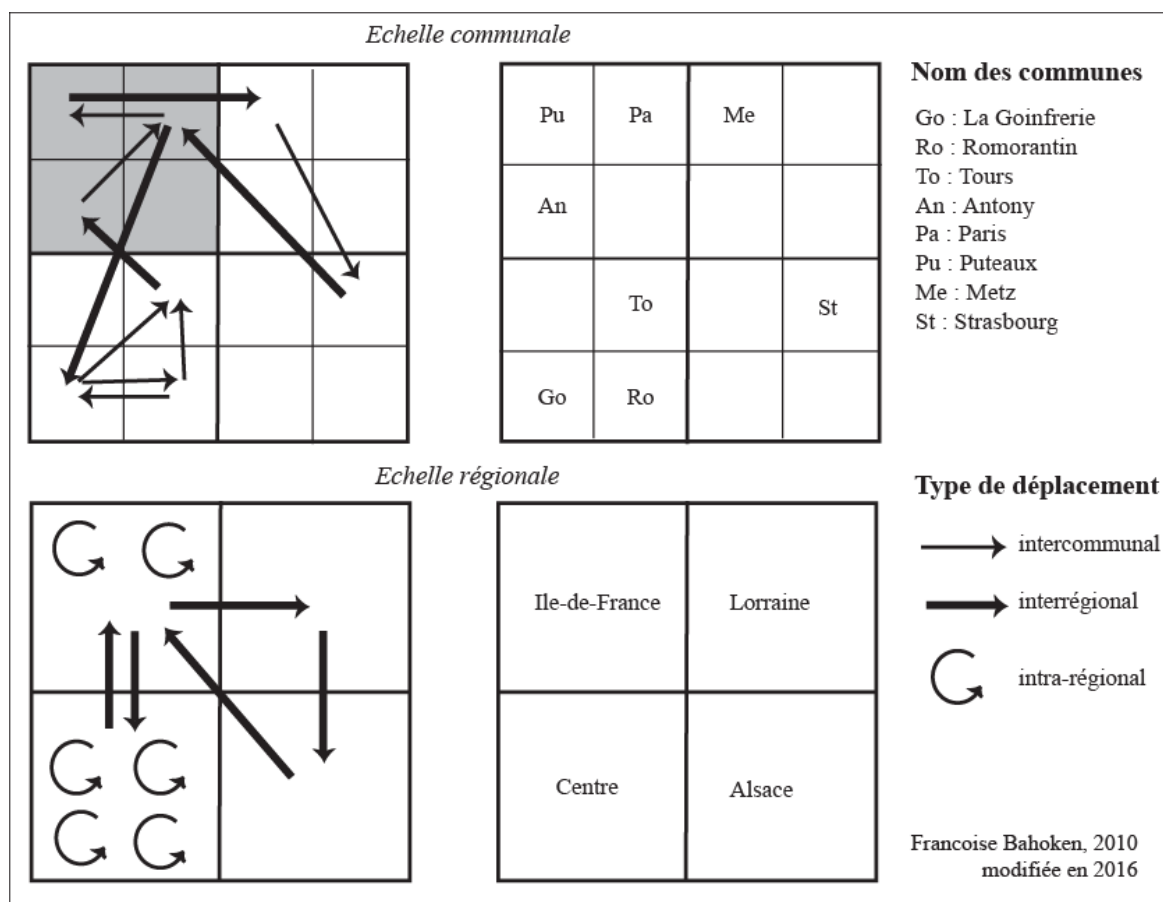 Echelle communale
Pu Pa Me
An
To St
Go Ro
Nom des communes
Go : La Goinfrerie
Ro : Romorantin
To : Tours
An : Antony
Pa : Paris
Pu : Puteaux
Me : Metz
St : Strasbourg
Echelle régionale
Ile-de-France Lorraine
Centre Alsace
Type de déplacement
intercommunal
interrégional
intra-régional
Francoise Bahoken, 2010
modifiée en 2016